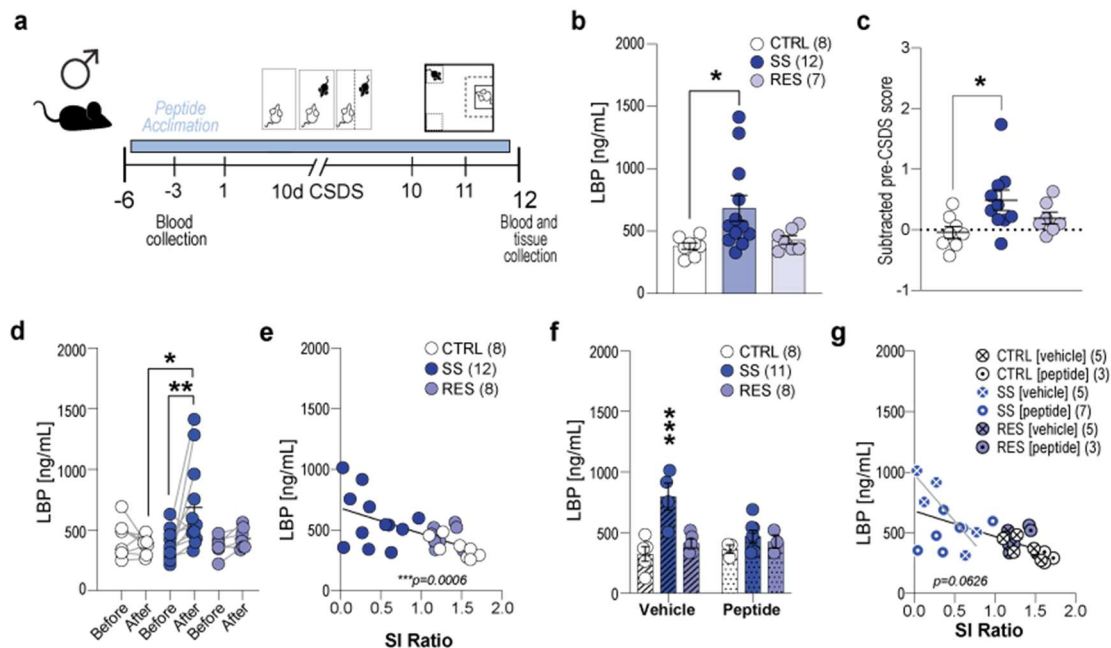 a
Peptide
Acclimation
-6
-3
1
10d CSDS
10
11
12
Blood
collection
Blood and
tissue
collection
b
CTRL (8)
SS (12)
RES (7)
LBP [ng/mL]
2000
1500
1000
500
0
*
c
Subtracted pre-CSDS score
3
2
1
0
-1
*
d
LBP [ng/mL]
2000
1500
1000
500
0
*
**
Before
After
Before
After
Before
After
e
CTRL (8)
SS (12)
RES (8)
LBP [ng/mL]
2000
1500
1000
500
0
***p=0.0006
0.0 0.5 1.0 1.5 2.0
SI Ratio
f
CTRL (8)
SS (11)
RES (8)
LBP [ng/mL]
2000
1500
1000
500
0
***
Vehicle Peptide
g
CTRL [vehicle] (5)
CTRL [peptide] (3)
SS [vehicle] (5)
SS [peptide] (7)
RES [vehicle] (5)
RES [peptide] (3)
LBP [ng/mL]
2000
1500
1000
500
0
p=0.0626
0.0 0.5 1.0 1.5 2.0
SI Ratio